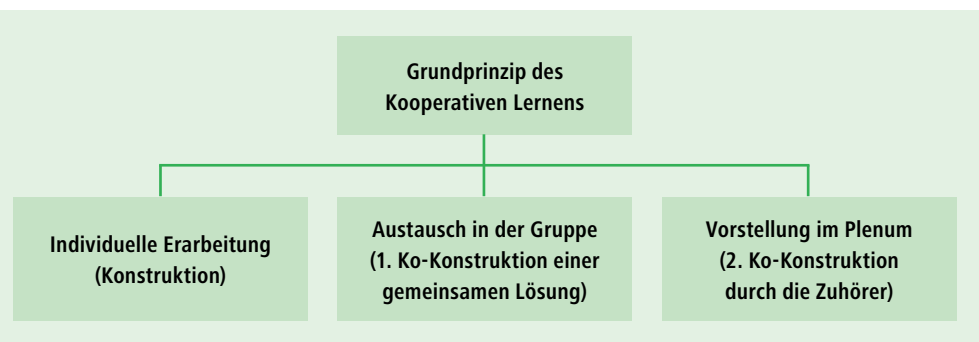 Grundprinzip des
Kooperativen Lernens
Individuelle Erarbeitung
(Konstruktion)
Austausch in der Gruppe
(1. Ko-Konstruktion einer
gemeinsamen Lösung)
Vorstellung im Plenum
(2. Ko-Konstruktion
durch die Zuhörer)